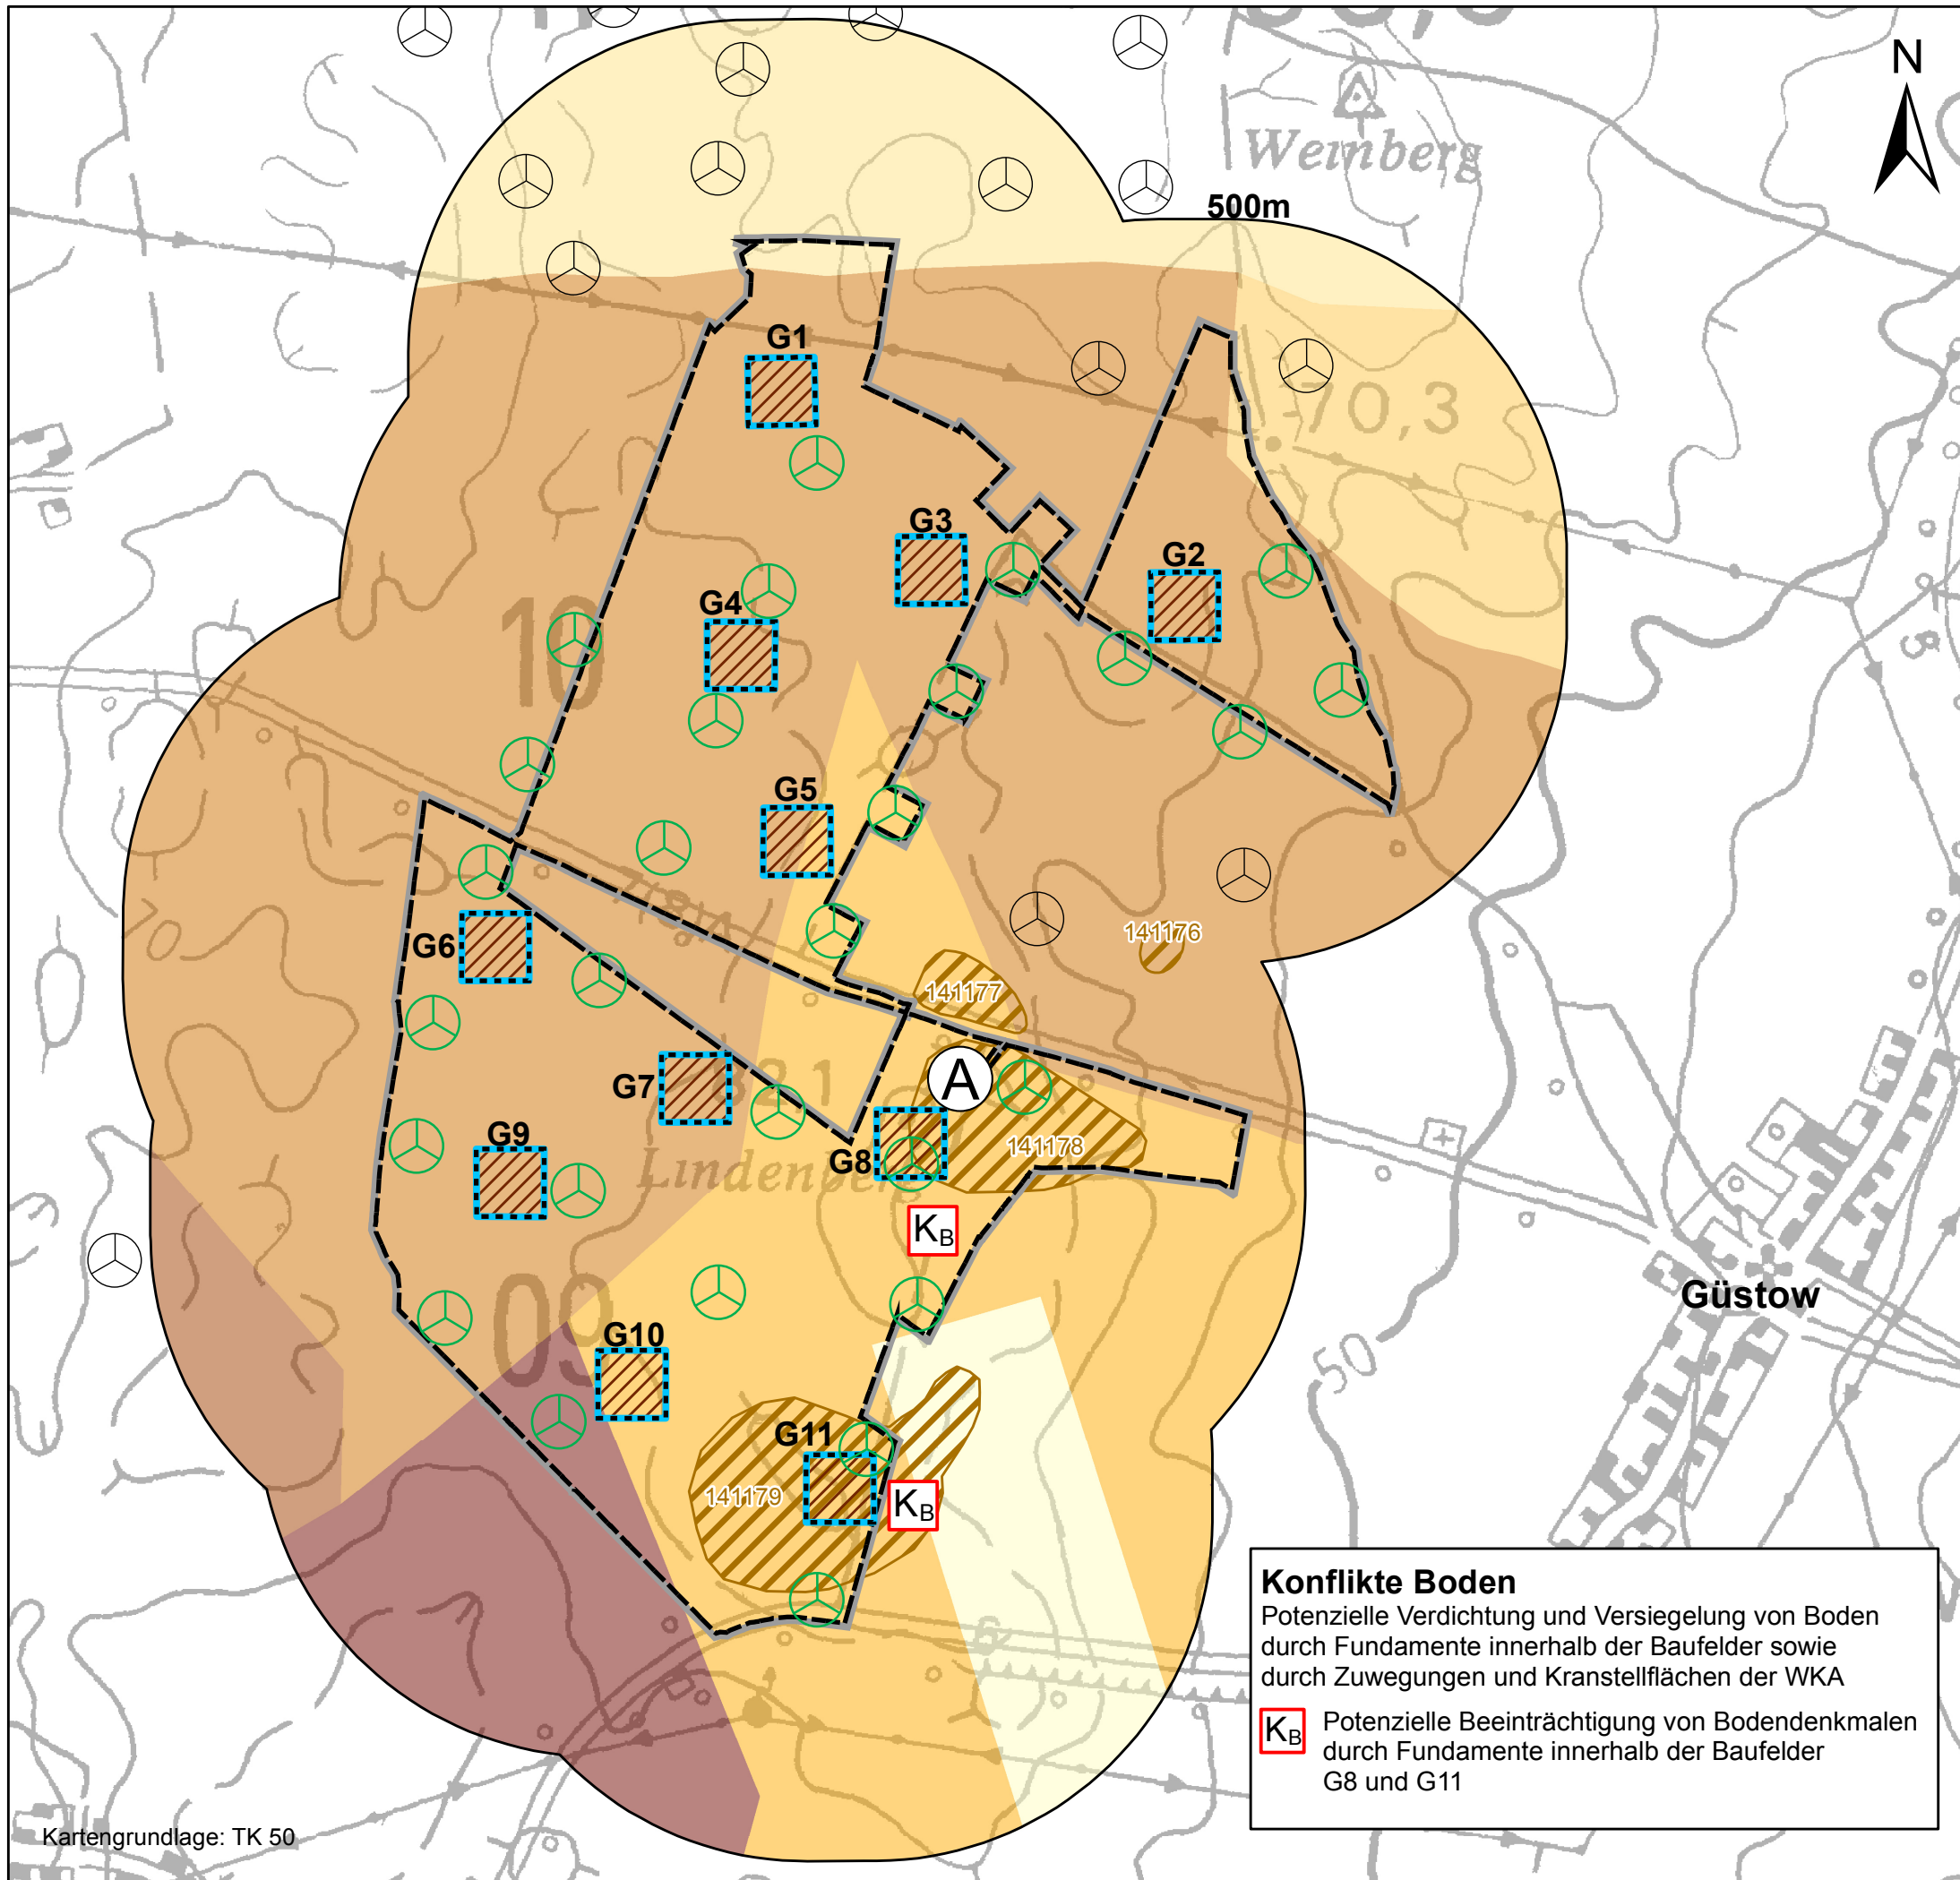 N
Weinberg
500m
70,3
G1
G3
G2
G4
10
G5
70
G6
141176
141177
A
G7
G8
141178
G9
Lindenberg
KB
09
G10
Güstow
50
G11
141179
KB
Konflikte Boden
Potenzielle Verdichtung und Versiegelung von Boden
durch Fundamente innerhalb der Baufelder sowie
durch Zuwegungen und Kranstellflächen der WKA
KB Potenzielle Beeinträchtigung von Bodendenkmalen
durch Fundamente innerhalb der Baufelder
G8 und G11
Kartengrundlage: TK 50